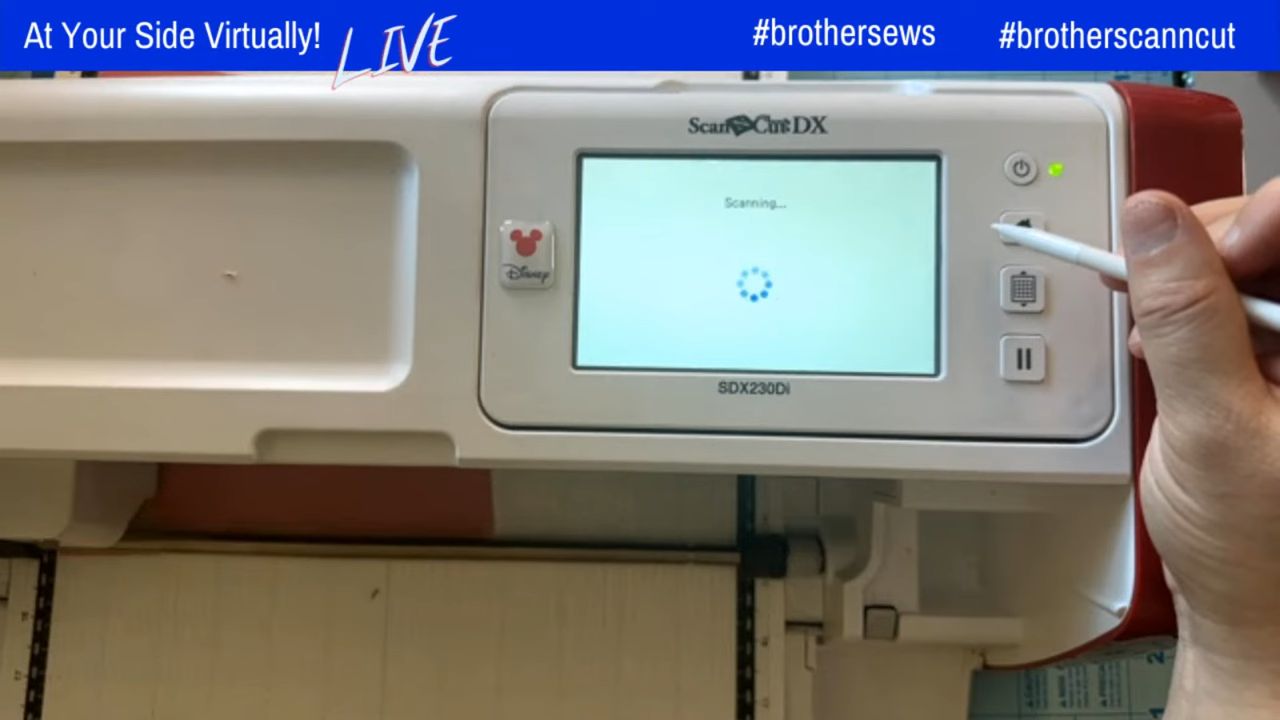 At Your Side Virtually!
LIVE
#brothersews
#brotherscanncut
ScanNCut DX
Scanning...
Disney
SDX230Di